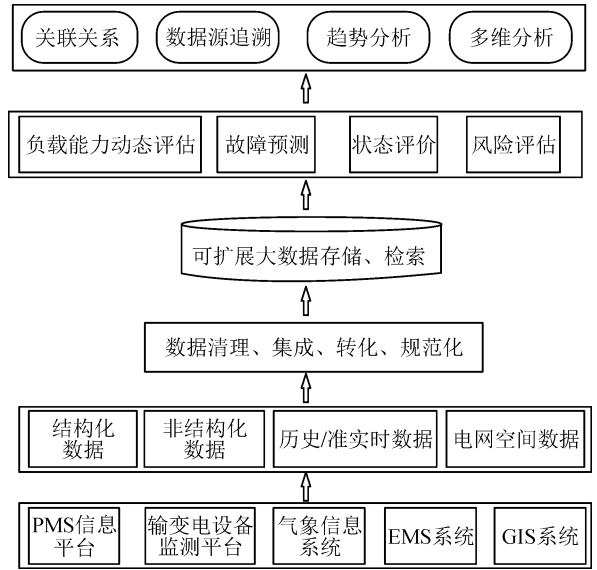 关联关系
数据源追溯
趋势分析
多维分析
负载能力动态评估
故障预测
状态评价
风险评估
可扩展大数据存储、检索
数据清理、集成、转化、规范化
结构化
数据
非结构化
数据
历史/准实时数据
电网空间数据
PMS信息
平台
输变电设备
监测平台
气象信息
系统
EMS系统
GIS系统